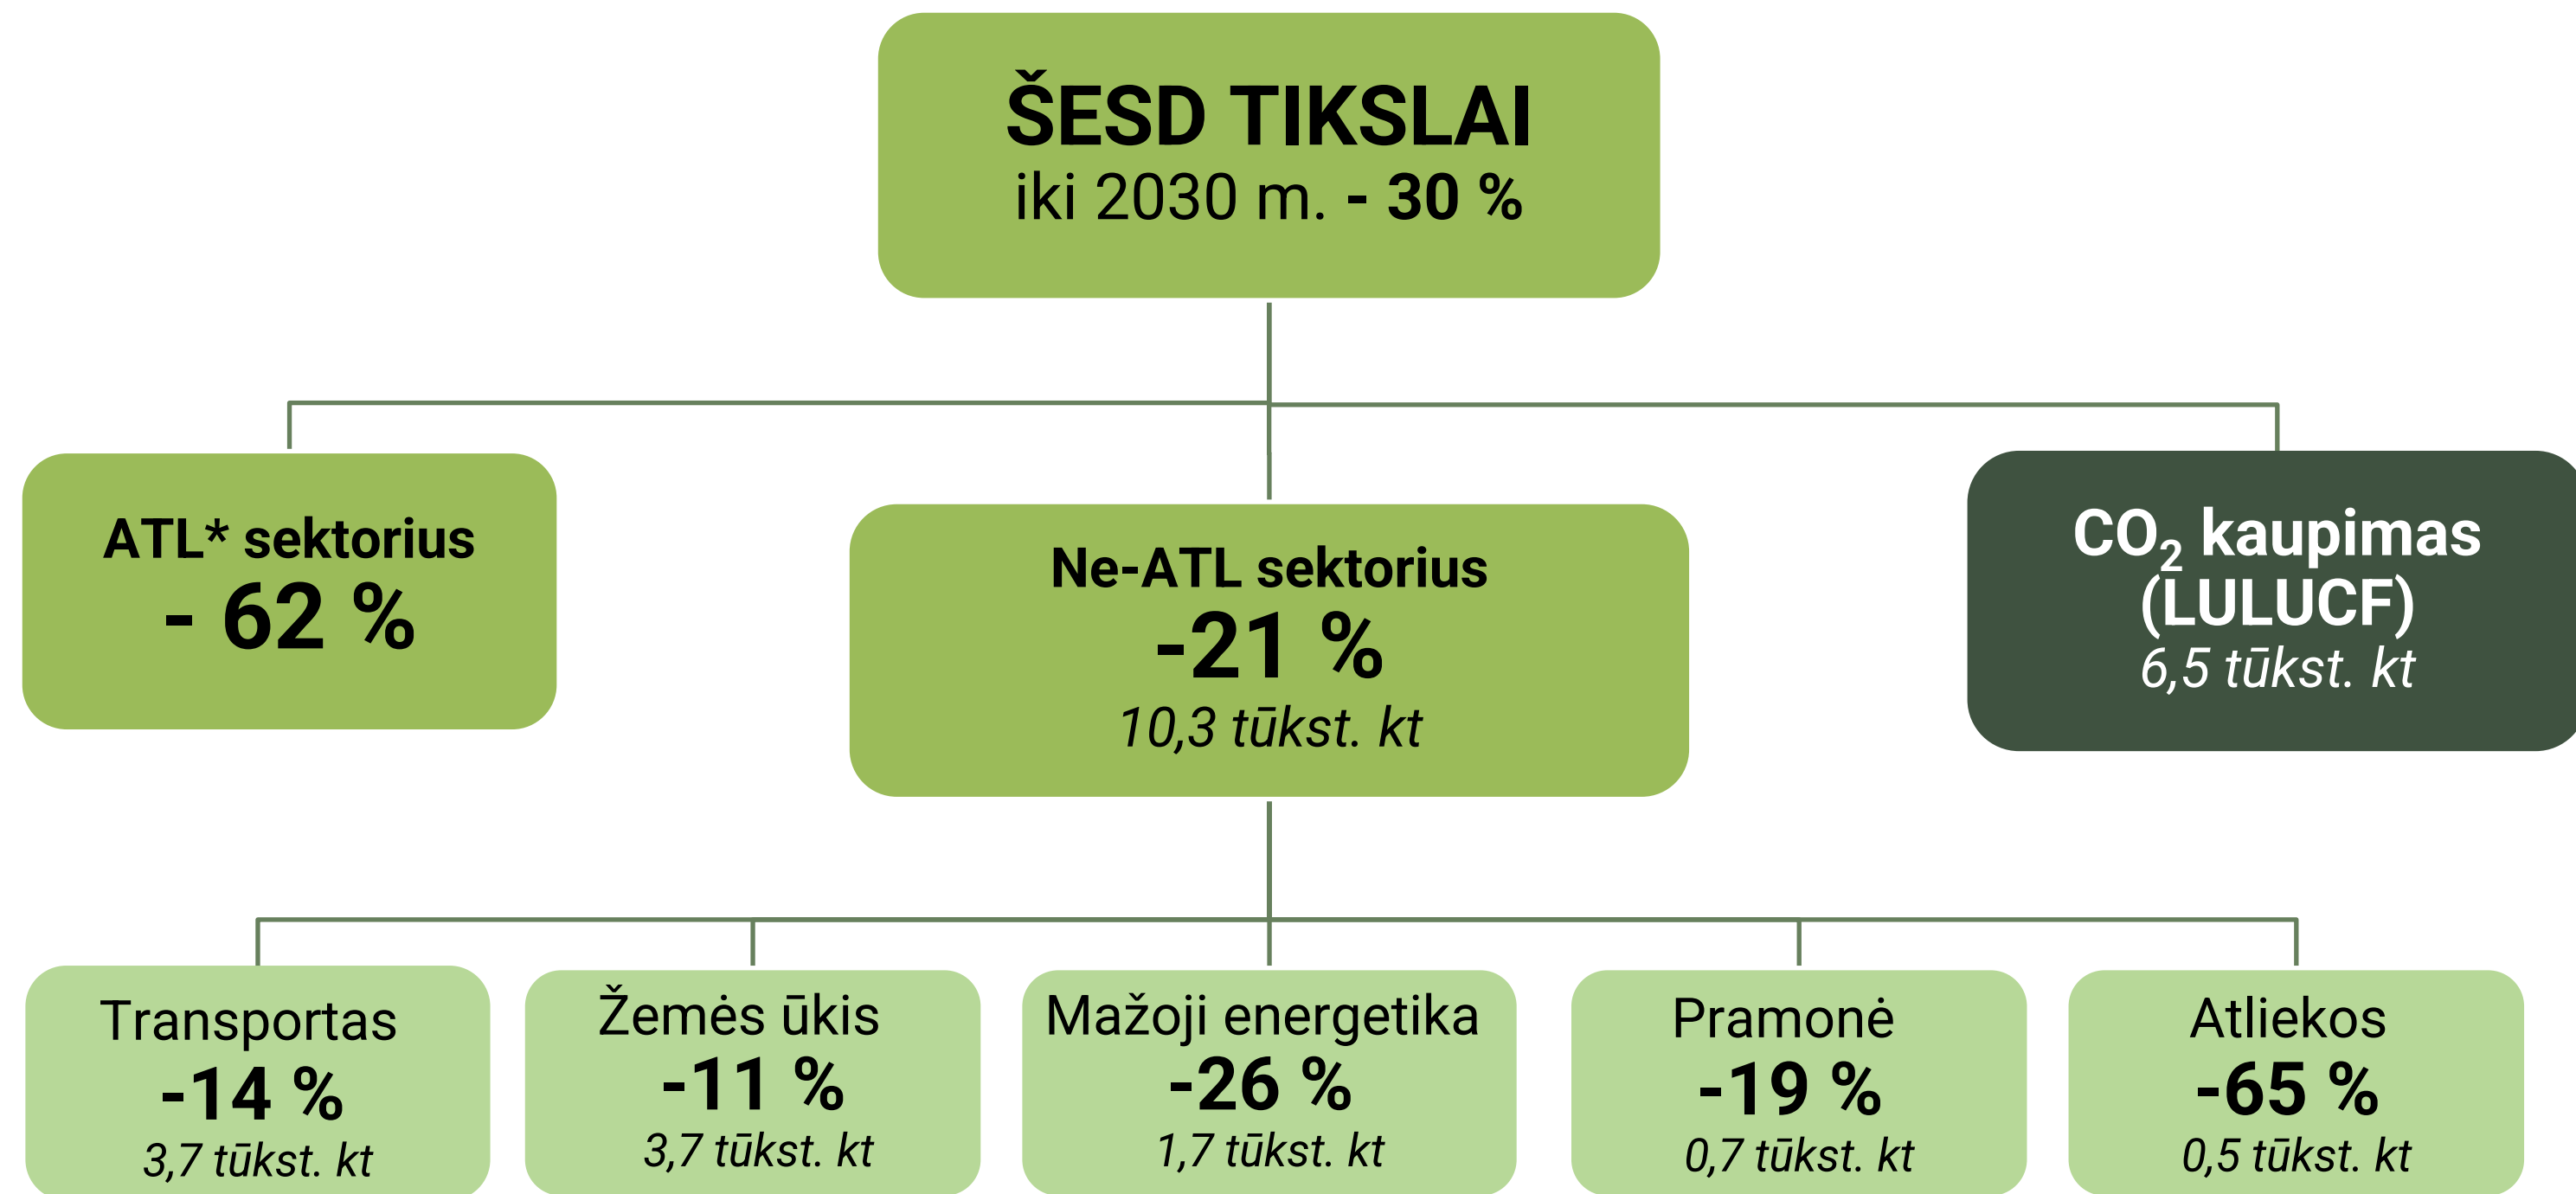 ŠESD TIKSLAI
iki 2030 m. - 30 %
ATL* sektorius
- 62 %
Ne-ATL sektorius
-21 %
10,3 tūkst. kt
CO₂ kaupimas
(LULUCF)
6,5 tūkst. kt
Transportas
-14 %
3,7 tūkst. kt
Žemės ūkis
-11 %
3,7 tūkst. kt
Mažoji energetika
-26 %
1,7 tūkst. kt
Pramonė
-19 %
0,7 tūkst. kt
Atliekos
-65 %
0,5 tūkst. kt